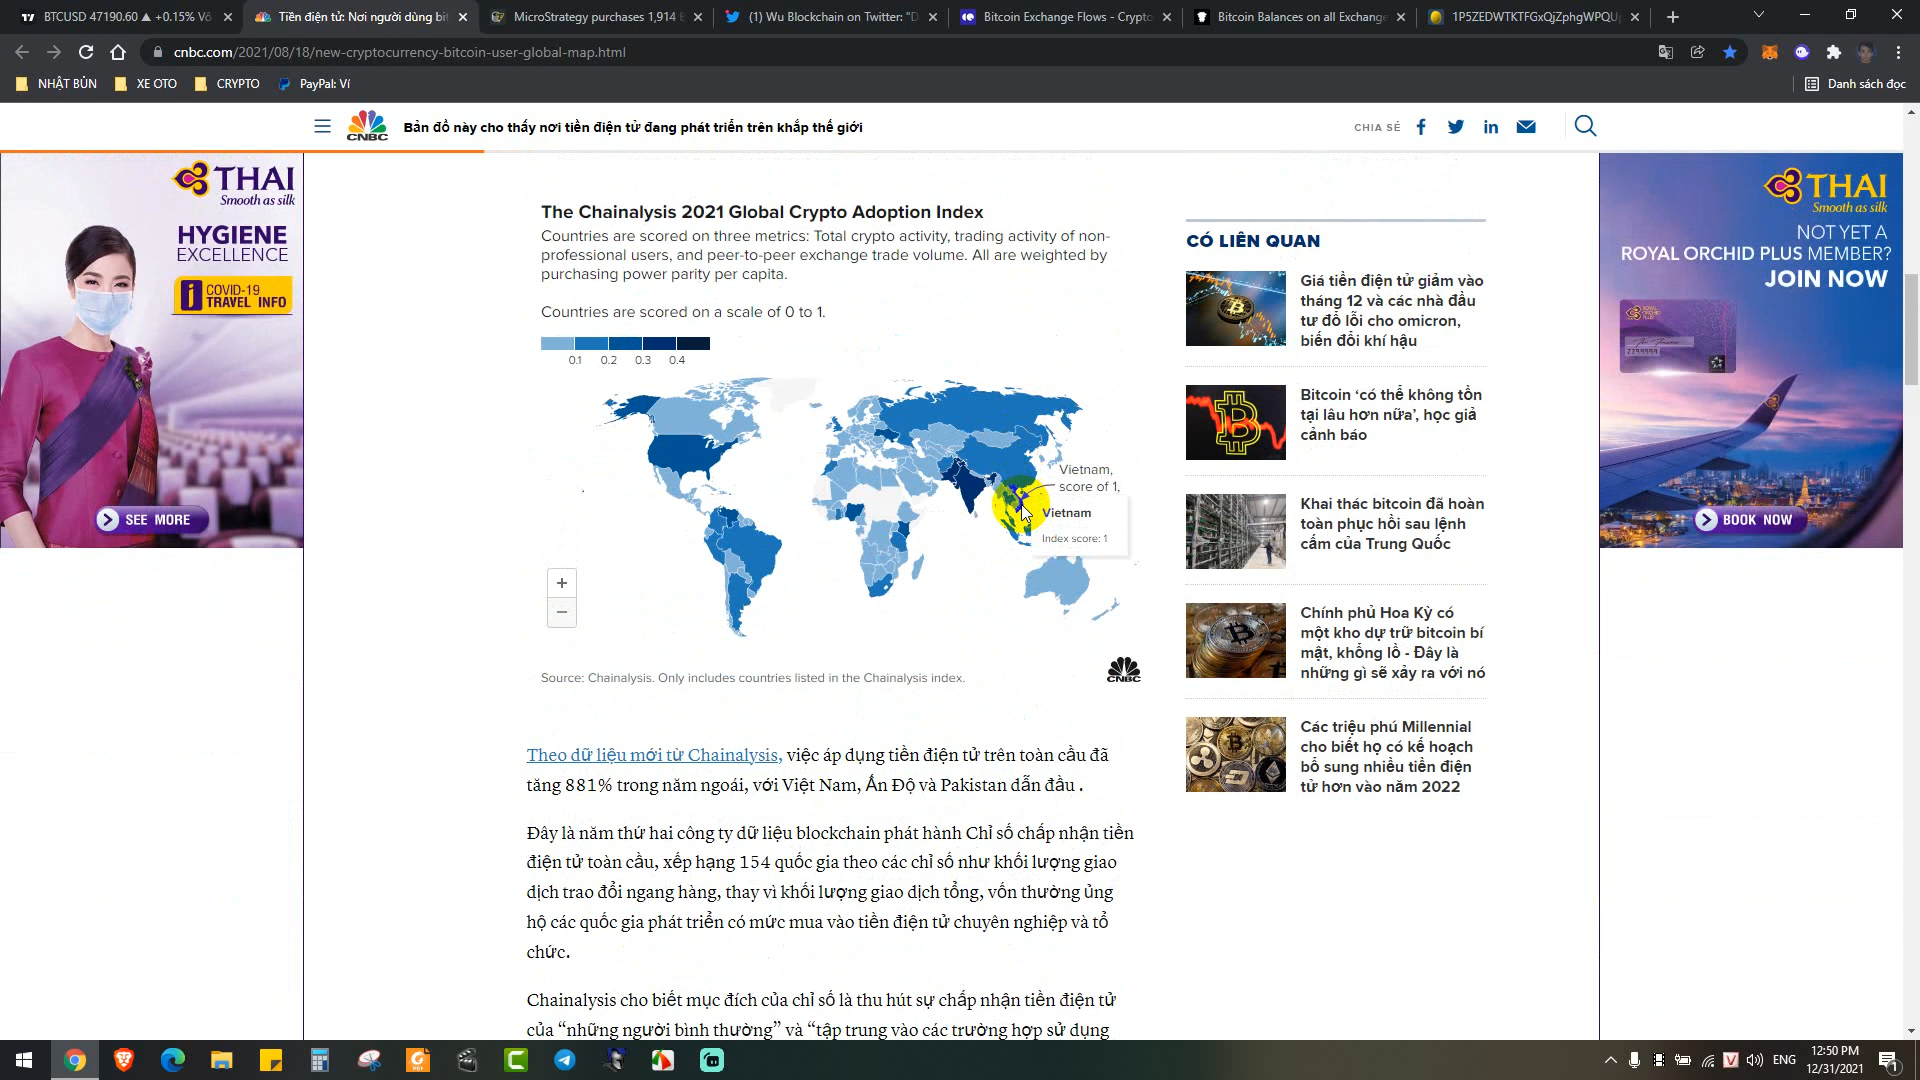 BTCUSD 47190.60 ▲ +0.15% Vô
Tiền điện tử: Nơi người dùng bit
MicroStrategy purchases 1,914 B
(1) Wu Blockchain on Twitter: "D
Bitcoin Exchange Flows - Crypto
Bitcoin Balances on all Exchange
1P5ZEDWTKTFGxQjZphgWPQU
cnbc.com/2021/08/18/new-cryptocurrency-bitcoin-user-global-map.html
NHẬT BỦN
XE OTO
CRYPTO
PayPal: Ví
Danh sách đọc
CNBC
Bản đồ này cho thấy nơi tiền điện tử đang phát triển trên khắp thế giới
CHIA SẺ
THAI
Smooth as silk
HYGIENE
EXCELLENCE
COVID-19
TRAVEL INFO
SEE MORE
The Chainalysis 2021 Global Crypto Adoption Index
Countries are scored on three metrics: Total crypto activity, trading activity of non-
professional users, and peer-to-peer exchange trade volume. All are weighted by
purchasing power parity per capita.
Countries are scored on a scale of 0 to 1.
0.1 0.2 0.3 0.4
Vietnam,
score of 1,
Vietnam
Index score: 1
+
−
Source: Chainalysis. Only includes countries listed in the Chainalysis index.
CNBC
Theo dữ liệu mới từ Chainalysis, việc áp dụng tiền điện tử trên toàn cầu đã
tăng 881% trong năm ngoái, với Việt Nam, Ấn Độ và Pakistan dẫn đầu .
Đây là năm thứ hai công ty dữ liệu blockchain phát hành Chỉ số chấp nhận tiền
điện tử toàn cầu, xếp hạng 154 quốc gia theo các chỉ số như khối lượng giao
dịch trao đổi ngang hàng, thay vì khối lượng giao dịch tổng, vốn thường ủng
hộ các quốc gia phát triển có mức mua vào tiền điện tử chuyên nghiệp và tổ
chức.
Chainalysis cho biết mục đích của chỉ số là thu hút sự chấp nhận tiền điện tử
của “những người bình thường” và “tập trung vào các trường hợp sử dụng
CÓ LIÊN QUAN
Giá tiền điện tử giảm vào
tháng 12 và các nhà đầu
tư đổ lỗi cho omicron,
biến đổi khí hậu
Bitcoin ‘có thể không tồn
tại lâu hơn nữa’, học giả
cảnh báo
Khai thác bitcoin đã hoàn
toàn phục hồi sau lệnh
cấm của Trung Quốc
Chính phủ Hoa Kỳ có
một kho dự trữ bitcoin bí
mật, khổng lồ - Đây là
những gì sẽ xảy ra với nó
Các triệu phú Millennial
cho biết họ có kế hoạch
bổ sung nhiều tiền điện
tử hơn vào năm 2022
THAI
Smooth as silk
NOT YET A
ROYAL ORCHID PLUS MEMBER?
JOIN NOW
BOOK NOW
ENG
12:50 PM
12/31/2021
1